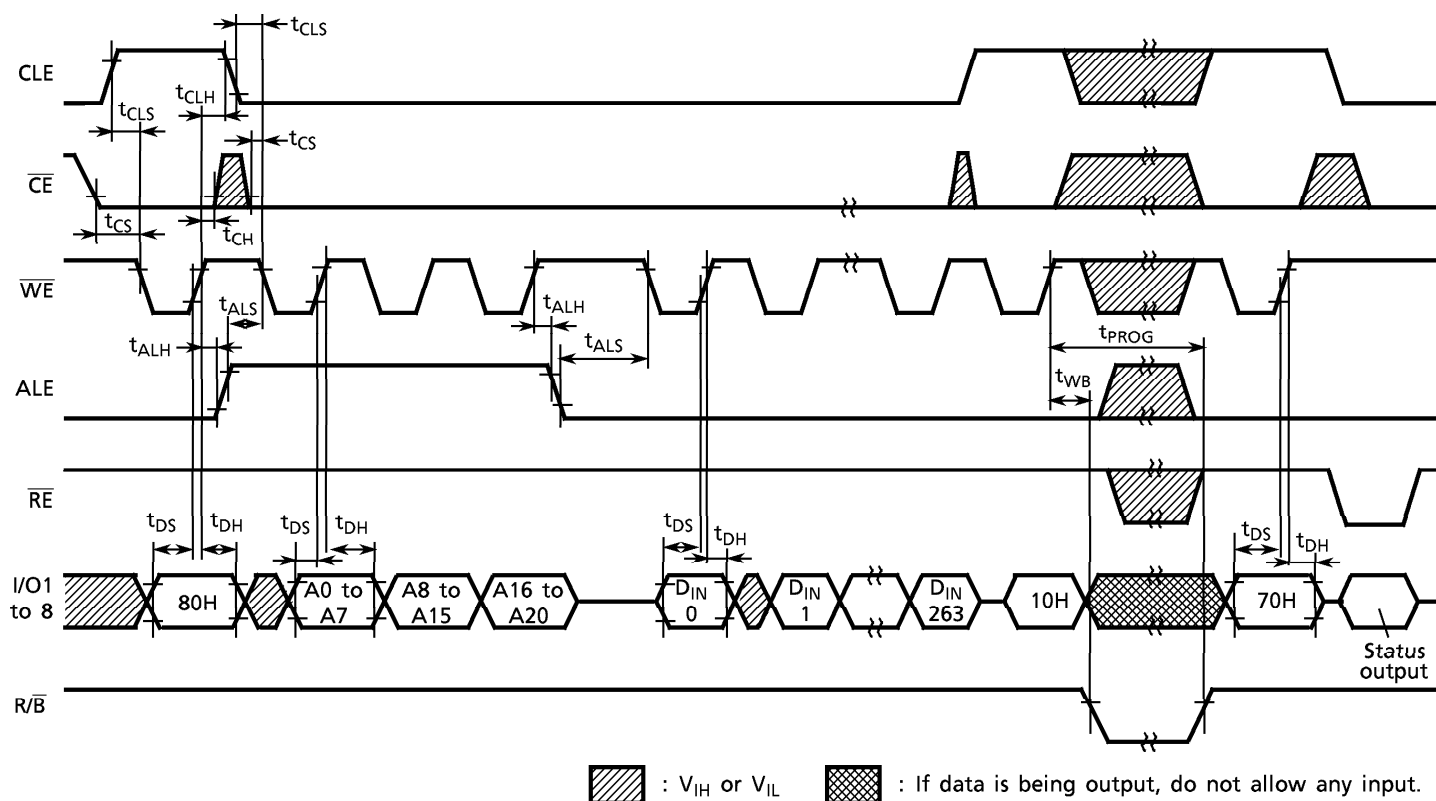 tCLS
CLE
tCLH
tCLS
tCS
CE
tCS
tCH
WE
tALS
tALH
tPROG
tALH
tALS
tWB
ALE
RE
tDS
tDH
tDS
tDH
tDS
tDH
tDS
tDH
I/O1
to 8
80H
A0 to
A7
A8 to
A15
A16 to
A20
DIN
0
DIN
1
DIN
263
10H
70H
Status
output
R/B
: VIH or VIL
: If data is being output, do not allow any input.